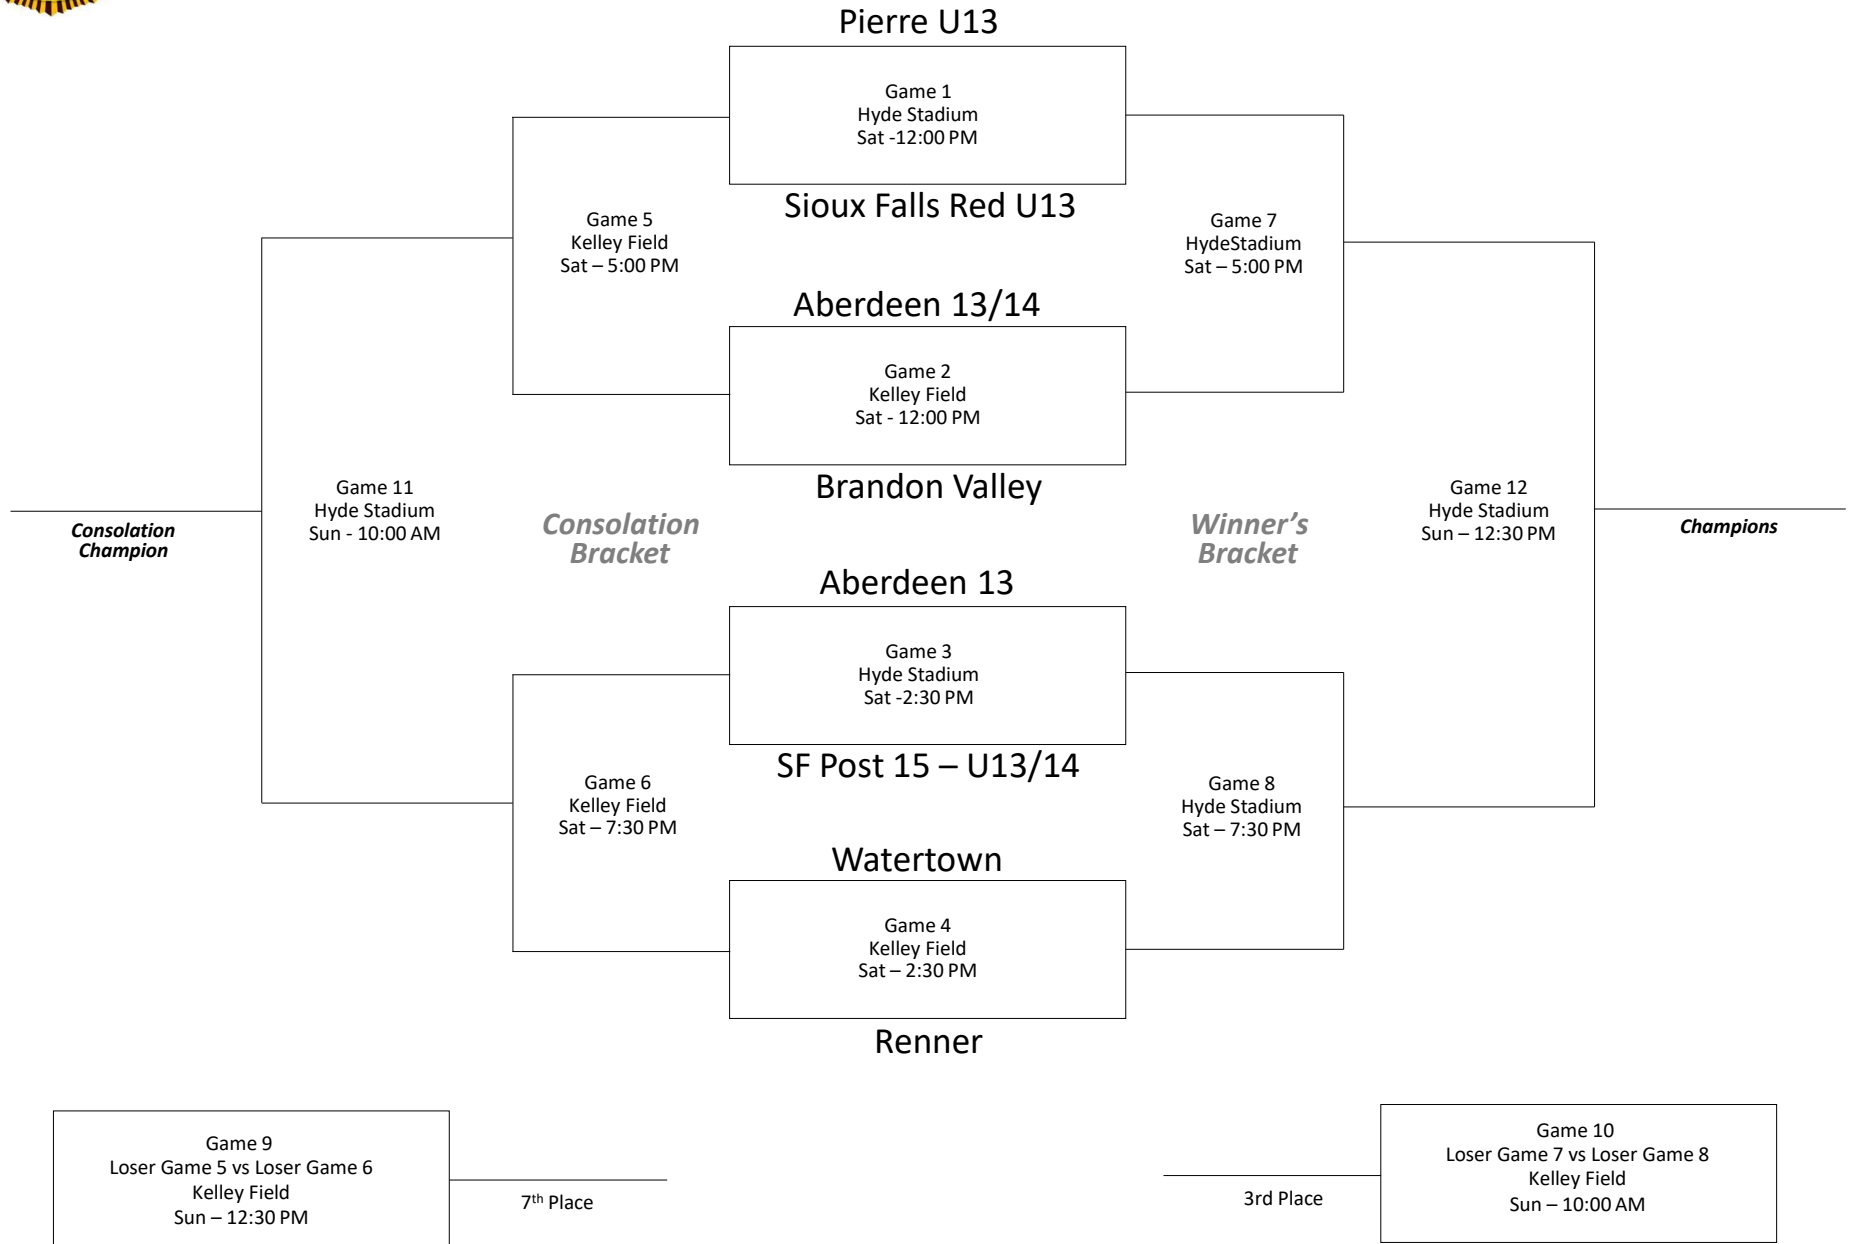 Pierre U13
Game 1
Hyde Stadium
Sat -12:00 PM
Sioux Falls Red U13
Game 5
Kelley Field
Sat – 5:00 PM
Game 7
HydeStadium
Sat – 5:00 PM
Aberdeen 13/14
Game 2
Kelley Field
Sat - 12:00 PM
Brandon Valley
Game 11
Hyde Stadium
Sun - 10:00 AM
Consolation
Champion
Consolation
Bracket
Winner's
Bracket
Game 12
Hyde Stadium
Sun – 12:30 PM
Champions
Aberdeen 13
Game 3
Hyde Stadium
Sat -2:30 PM
SF Post 15 – U13/14
Game 6
Kelley Field
Sat – 7:30 PM
Game 8
Hyde Stadium
Sat – 7:30 PM
Watertown
Game 4
Kelley Field
Sat – 2:30 PM
Renner
Game 9
Loser Game 5 vs Loser Game 6
Kelley Field
Sun – 12:30 PM
7th Place
3rd Place
Game 10
Loser Game 7 vs Loser Game 8
Kelley Field
Sun – 10:00 AM